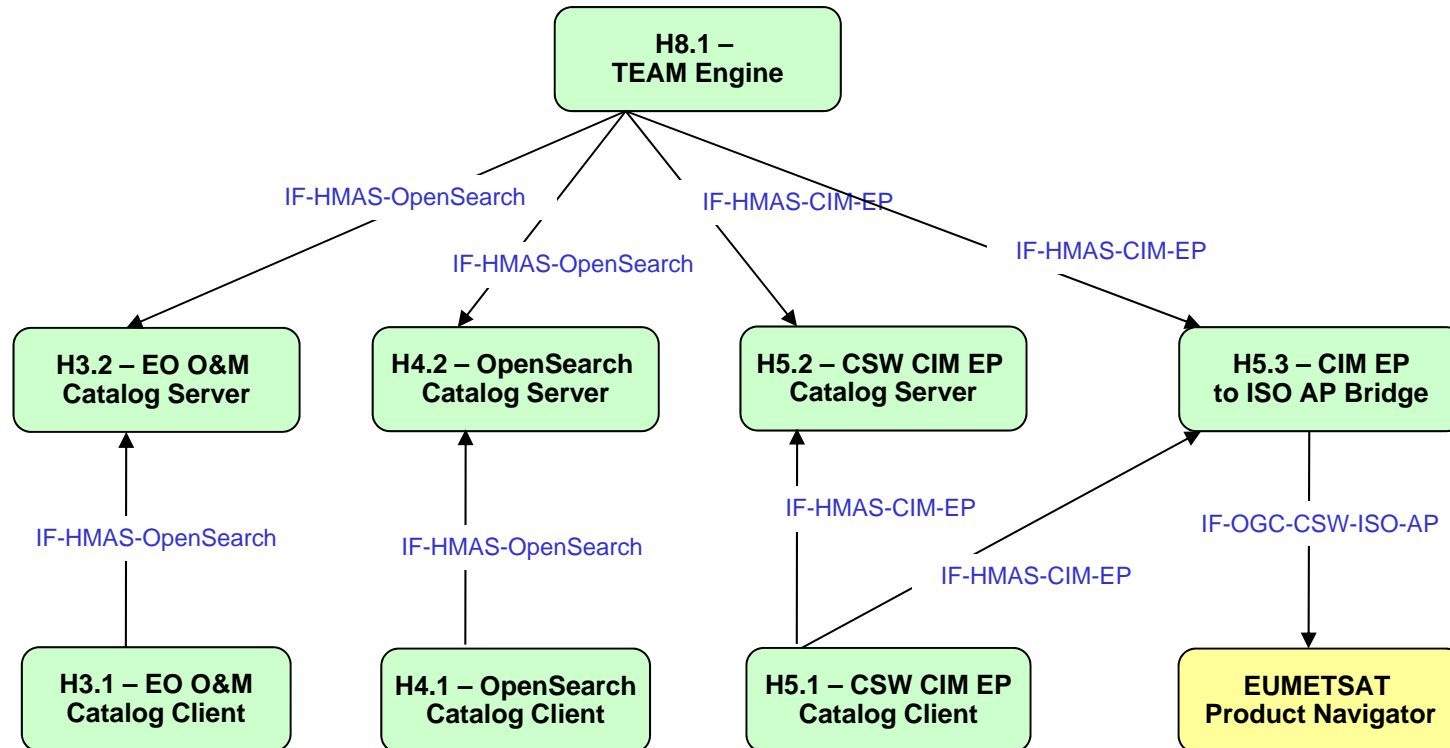 H8.1 –
TEAM Engine
IF-HMAS-OpenSearch
IF-HMAS-CIM-EP
IF-HMAS-OpenSearch
IF-HMAS-CIM-EP
H3.2 – EO O&M
Catalog Server
H4.2 – OpenSearch
Catalog Server
H5.2 – CSW CIM EP
Catalog Server
H5.3 – CIM EP
to ISO AP Bridge
IF-HMAS-OpenSearch
IF-HMAS-OpenSearch
IF-HMAS-CIM-EP
IF-OGC-CSW-ISO-AP
IF-HMAS-CIM-EP
H3.1 – EO O&M
Catalog Client
H4.1 – OpenSearch
Catalog Client
H5.1 – CSW CIM EP
Catalog Client
EUMETSAT
Product Navigator